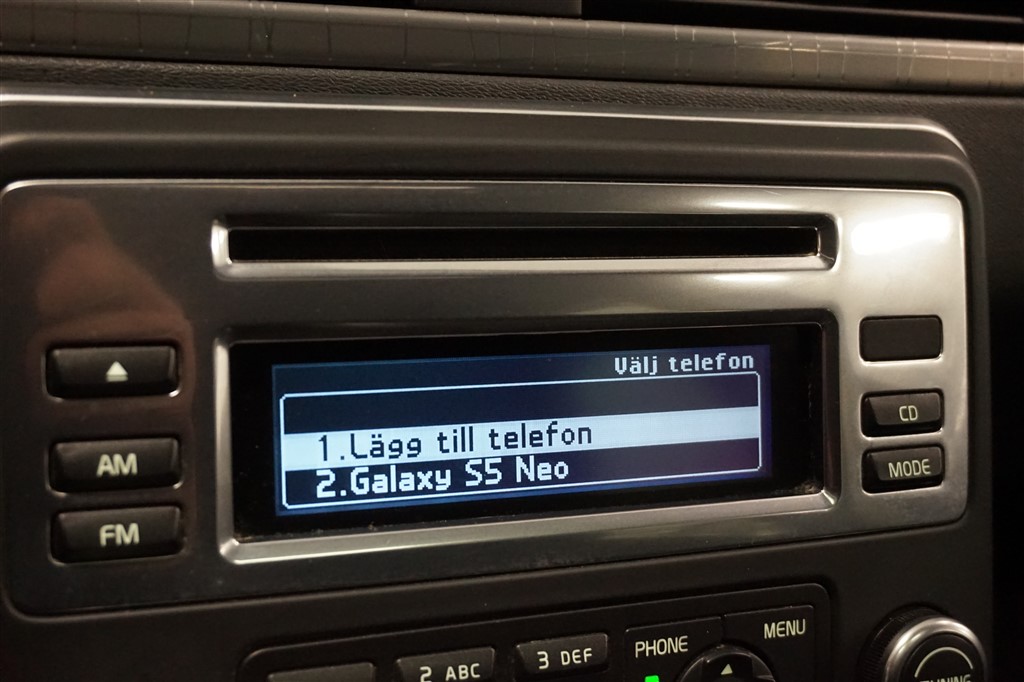 Välj telefon
1.Lägg till telefon
2.Galaxy S5 Neo
AM
FM
CD
MODE
2 ABC
3 DEF
PHONE
MENU
TUNING